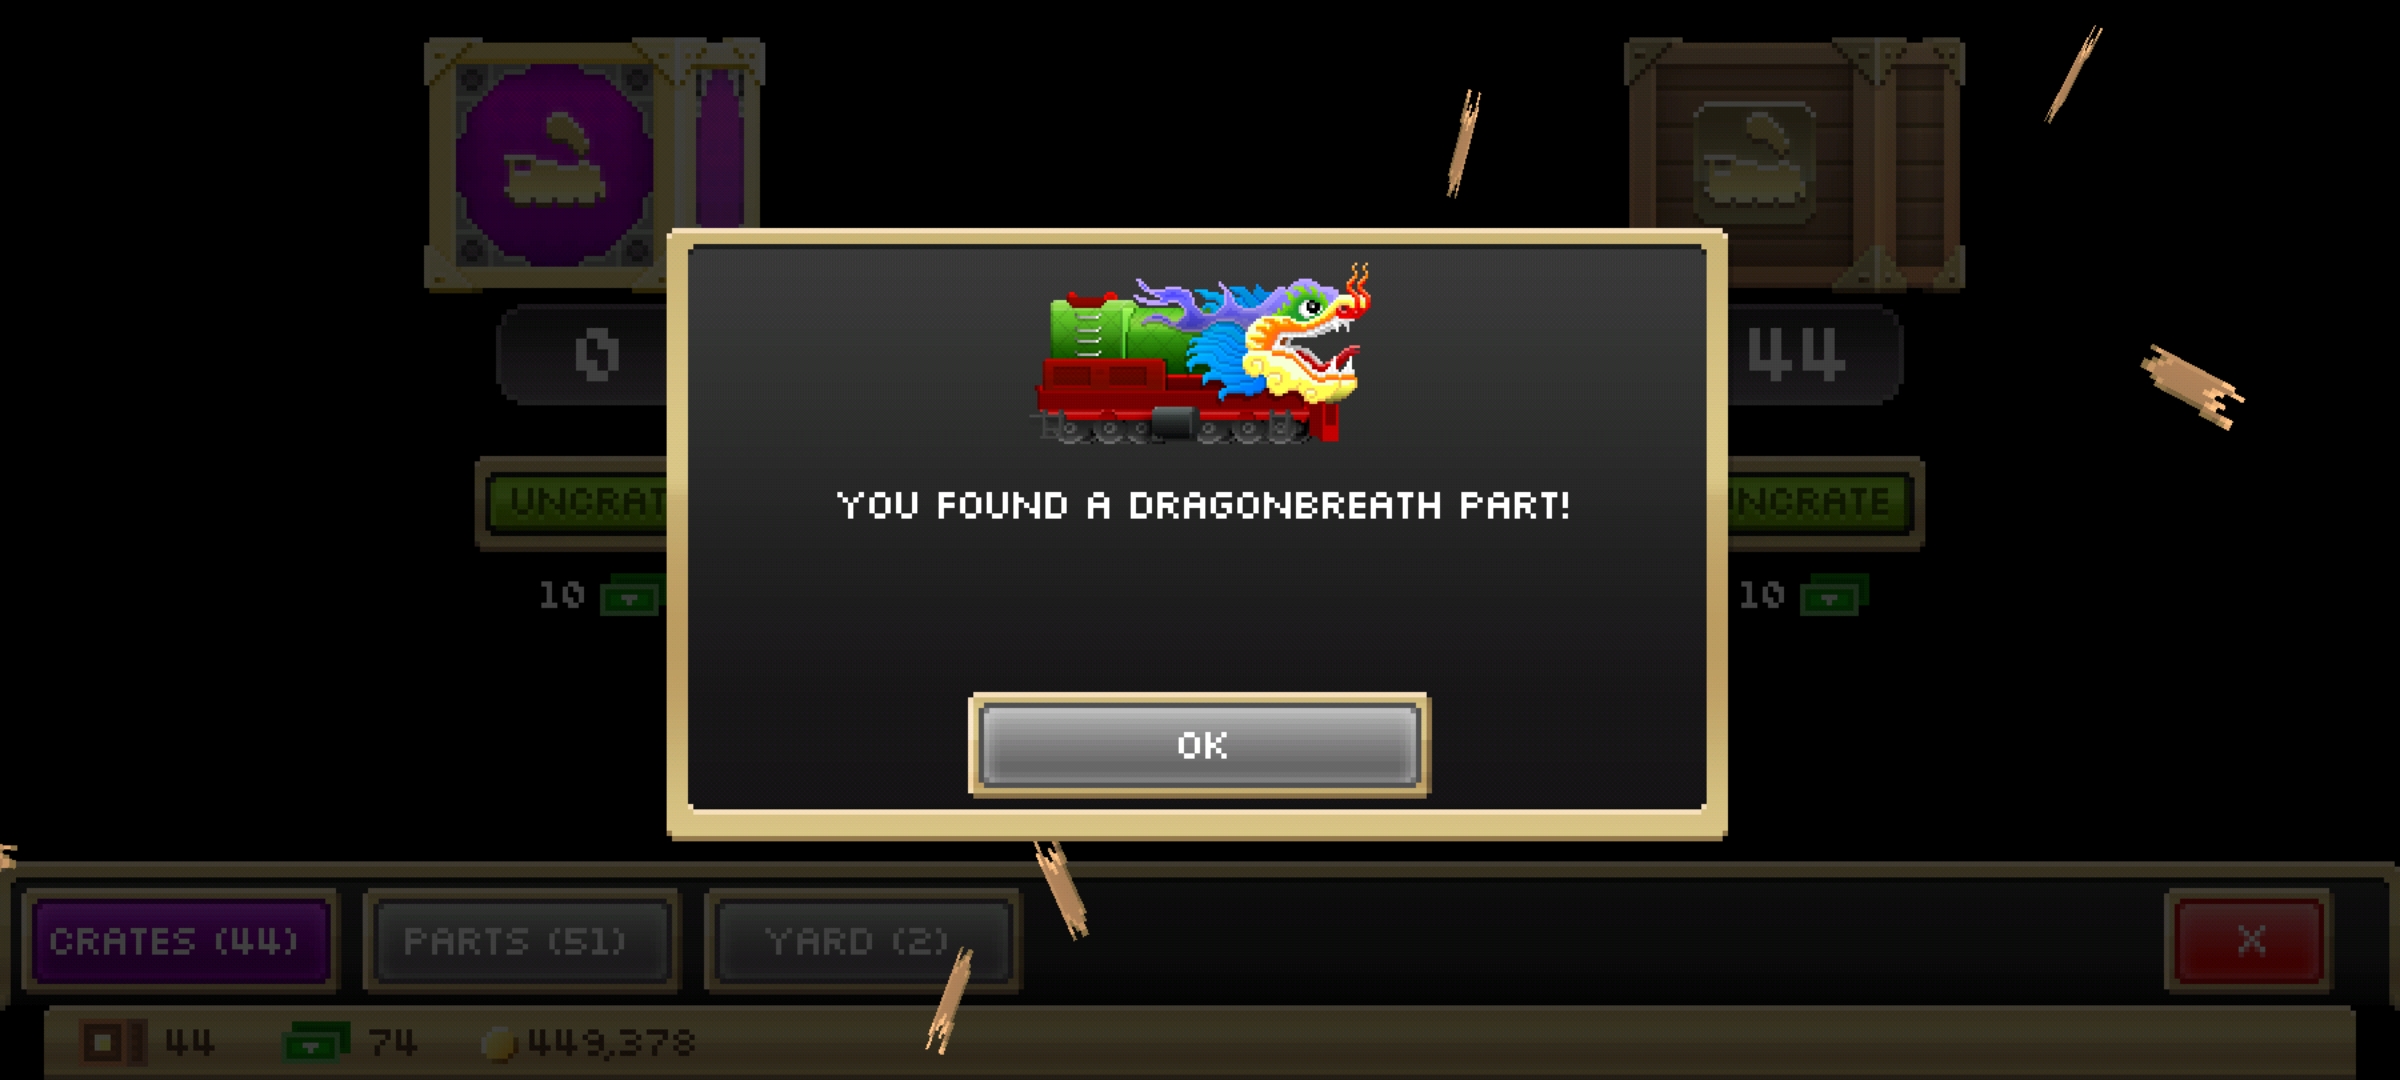 0
44
YOU FOUND A DRAGONBREATH PART!
UNCRAT
NCRATE
10
10
OK
CRATES (44)
PARTS (51)
YARD (2)
X
44
74
449,378